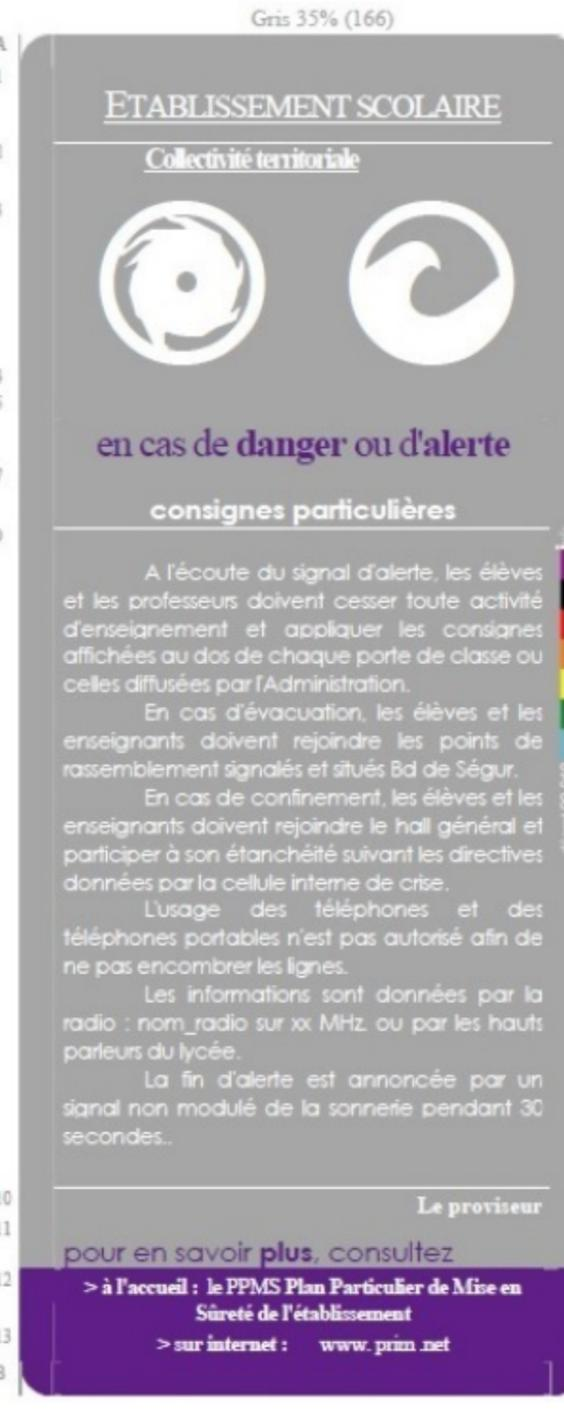 Gris 35% (166)
ETABLISSEMENT SCOLAIRE
Collectivité territoriale
en cas de danger ou d'alerte
consignes particulières
A l'écoute du signal d'alerte, les élèves
et les professeurs doivent cesser toute activité
d'enseignement et appliquer les consignes
affichées au dos de chaque porte de classe ou
celles diffusées par l'Administration.
En cas d'évacuation, les élèves et les
enseignants doivent rejoindre les points de
rassemblement signalés et situés Bd de Ségur.
En cas de confinement, les élèves et les
enseignants doivent rejoindre le hall général et
participer à son étanchéité suivant les directives
données par la cellule interne de crise.
L'usage des téléphones et des
téléphones portables n'est pas autorisé afin de
ne pas encombrer les lignes.
Les informations sont données par la
radio : nom_radio sur xx MHz. ou par les hauts
parleurs du lycée.
La fin d'alerte est annoncée par un
signal non modulé de la sonnerie pendant 30
secondes..
Le proviseur
pour en savoir plus, consultez
> à l'accueil : le PPMS Plan Particulier de Mise en
Sûreté de l'établissement
> sur internet : www. prim .net